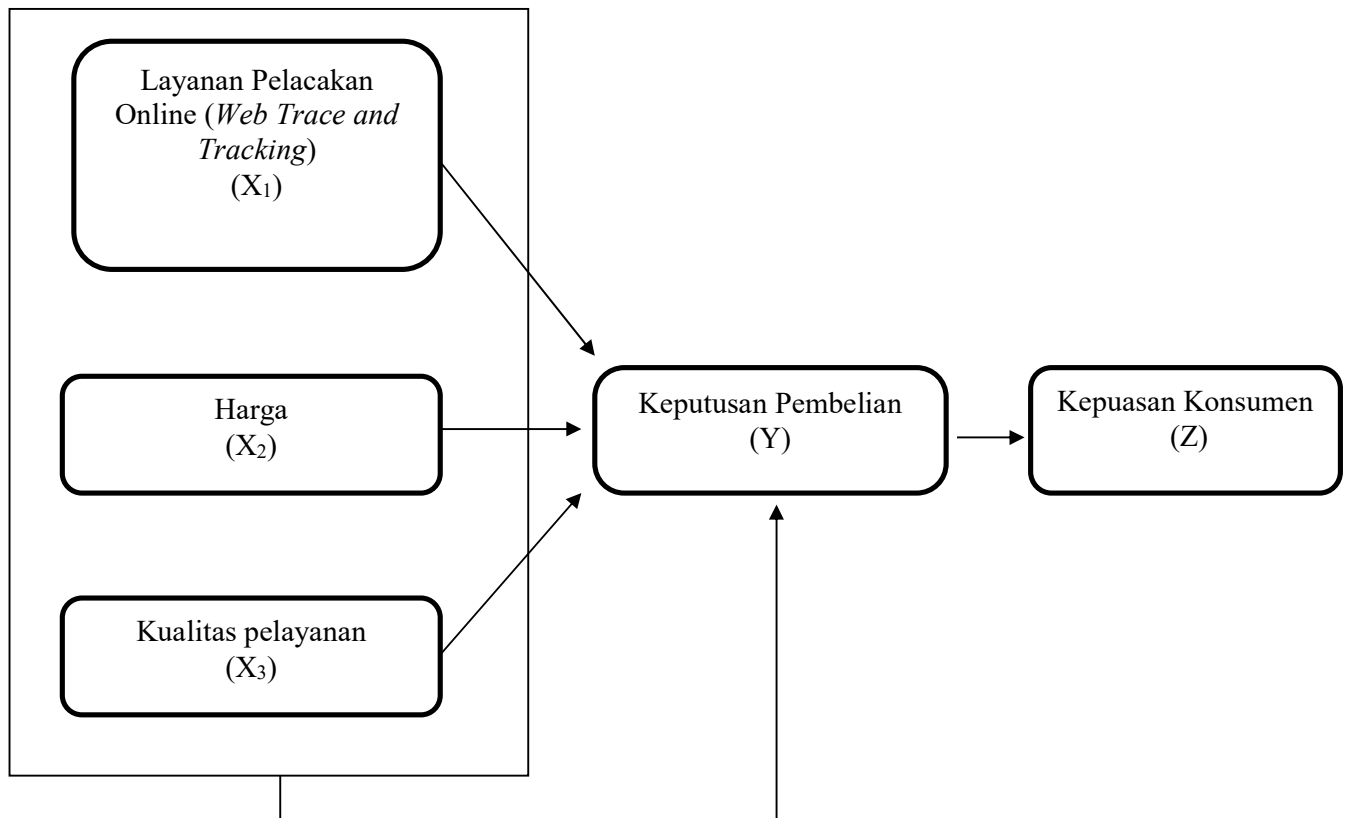 Layanan Pelacakan
Online (Web Trace and
Tracking)
(X₁)
Harga
(X₂)
Kualitas pelayanan
(X₃)
Keputusan Pembelian
(Y)
Kepuasan Konsumen
(Z)